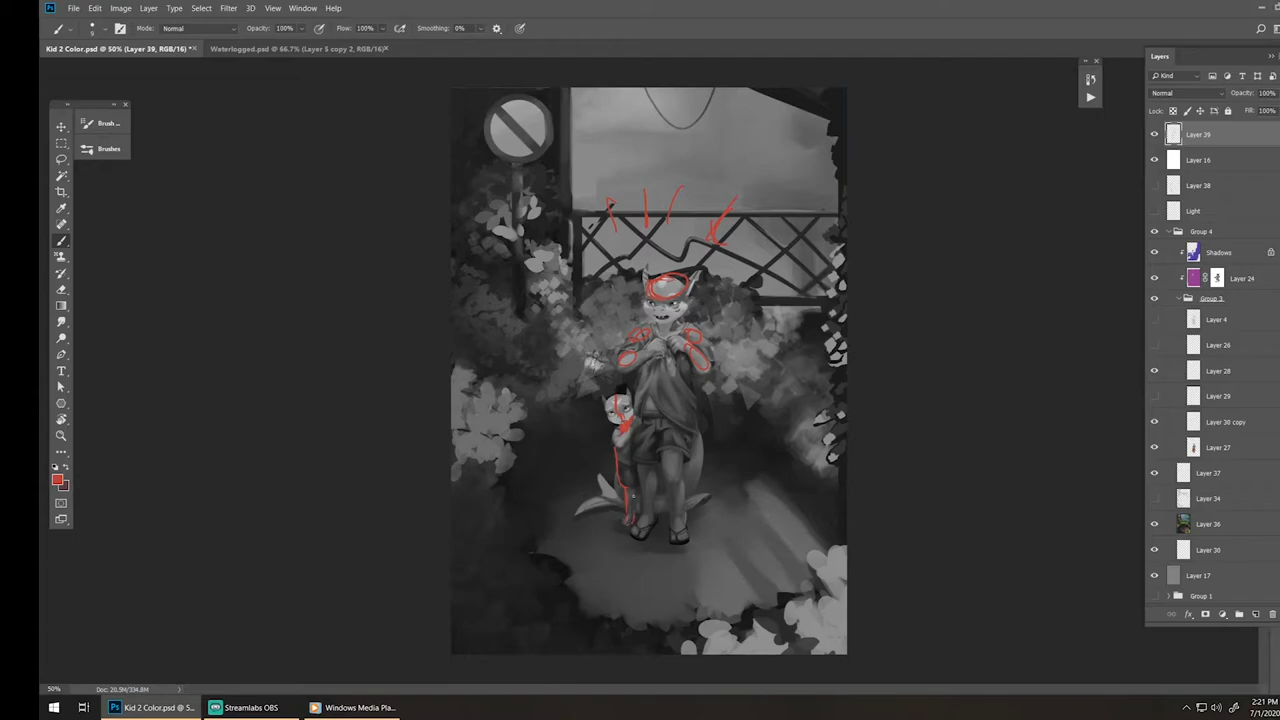 Ps File Edit Image Layer Type Select Filter 3D View Window Help
9 Mode: Normal Opacity: 100% Flow: 100% Smoothing: 0%
Kid 2 Color.psd @ 50% (Layer 39, RGB/16) * Waterlogged.psd @ 66.7% (Layer 5 copy 2, RGB/16)
Brush ...
Brushes
Layers
Kind
Normal Opacity: 100%
Lock: Fill: 100%
Layer 39
Layer 16
Layer 38
Light
Group 4
Shadows
Layer 24
Group 3
Layer 4
Layer 26
Layer 28
Layer 29
Layer 30 copy
Layer 27
Layer 37
Layer 34
Layer 36
Layer 17
Group 1
50% Doc: 20.5M/334.8M
Ps Kid 2 Color.psd @ 5... Streamlabs OBS Windows Media Pla...
2:21 PM
7/1/2020